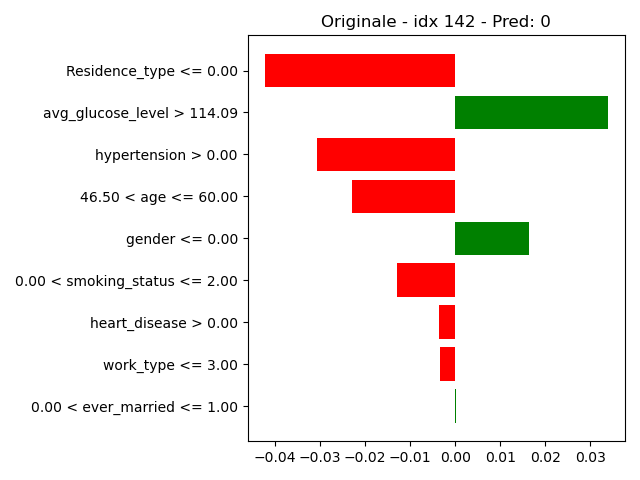 Originale - idx 142 - Pred: 0
Residence_type <= 0.00
avg_glucose_level > 114.09
hypertension > 0.00
46.50 < age <= 60.00
gender <= 0.00
0.00 < smoking_status <= 2.00
heart_disease > 0.00
work_type <= 3.00
0.00 < ever_married <= 1.00
−0.04 −0.03 −0.02 −0.01 0.00 0.01 0.02 0.03